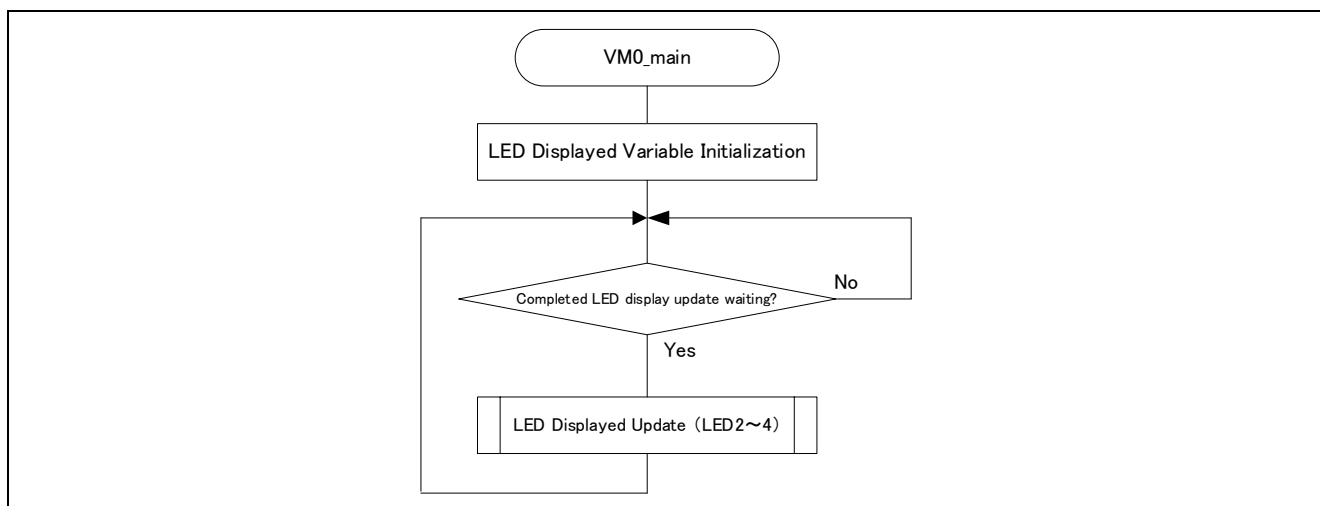 VM0_main
LED Displayed Variable Initialization
Completed LED display update waiting?
No
Yes
LED Displayed Update （LED2～4）